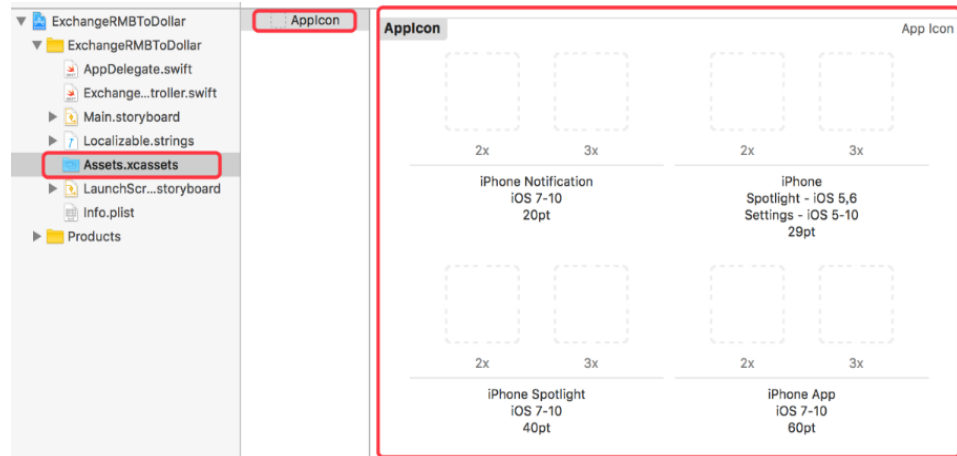 ExchangeRMBToDollar
ExchangeRMBToDollar
AppDelegate.swift
Exchange...troller.swift
Main.storyboard
Localizable.strings
Assets.xcassets
LaunchScr...storyboard
Info.plist
Products
AppIcon
AppIcon
App Icon
2x 3x
iPhone Notification
iOS 7-10
20pt
2x 3x
iPhone
Spotlight - iOS 5,6
Settings - iOS 5-10
29pt
2x 3x
iPhone Spotlight
iOS 7-10
40pt
2x 3x
iPhone App
iOS 7-10
60pt